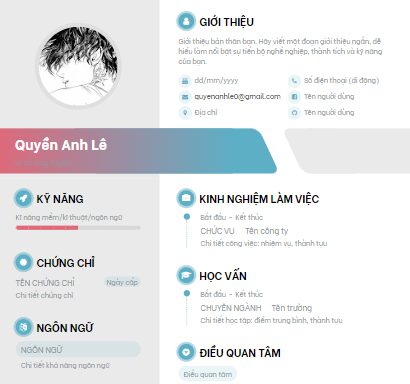 GIỚI THIỆU
Giới thiệu bản thân bạn. Hãy viết một đoạn giới thiệu ngắn, dễ
hiểu làm nổi bật sự tiến bộ nghề nghiệp, thành tích và kỹ năng
của bạn.
dd/mm/yyyy
Số điện thoại (di động)
quyenanhle0@gmail.com
Tên người dùng
Địa chỉ
Tên người dùng
Quyền Anh Lê
KỸ NĂNG
Kĩ năng mềm/kĩ thuật/ngôn ngữ
CHỨNG CHỈ
TÊN CHỨNG CHỈ
Ngày cấp
Chi tiết chứng chỉ
NGÔN NGỮ
NGÔN NGỮ
Chi tiết khả năng ngôn ngữ
KINH NGHIỆM LÀM VIỆC
Bắt đầu - Kết thúc
CHỨC VỤ Tên công ty
Chi tiết công việc: nhiệm vụ, thành tựu
HỌC VẤN
Bắt đầu - Kết thúc
CHUYÊN NGÀNH Tên trường
Chi tiết học tập: điểm trung bình, thành tựu
ĐIỀU QUAN TÂM
Điều quan tâm